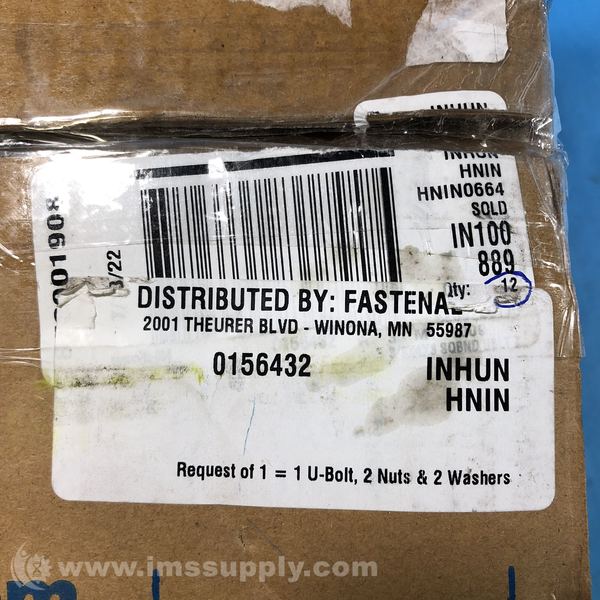 INHUN
INHUN
HNIN
HNIN0664
SOLD
IN100
889
Qty: 12
DISTRIBUTED BY: FASTENAL
2001 THEURER BLVD - WINONA, MN 55987
0156432
INHUN
HNIN
Request of 1 = 1 U-Bolt, 2 Nuts & 2 Washers
www.imssupply.com